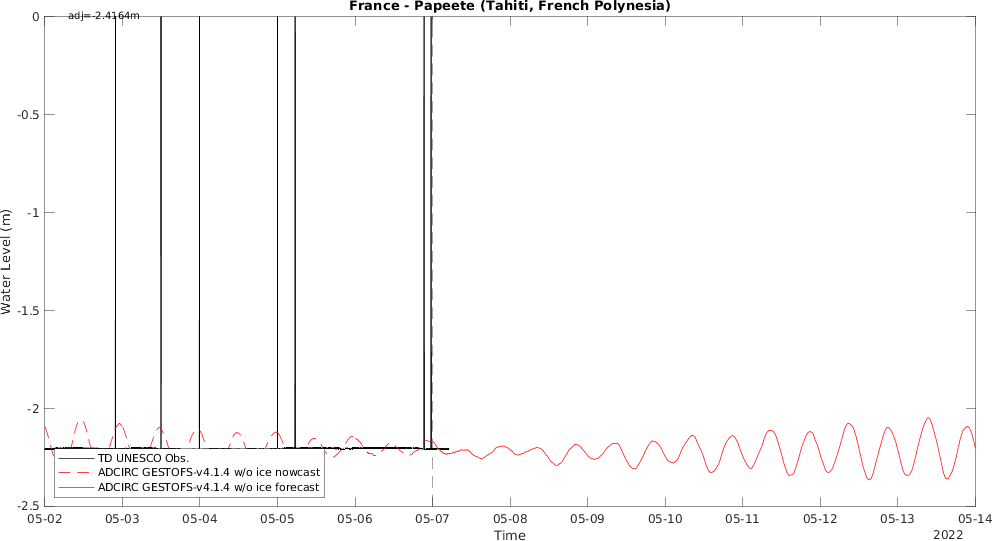 France - Papeete (Tahiti, French Polynesia)
adj=-2.4164m
0
-0.5
-1
-1.5
-2
-2.5
Water Level (m)
TD UNESCO Obs.
ADCIRC GESTOFS-v4.1.4 w/o ice nowcast
ADCIRC GESTOFS-v4.1.4 w/o ice forecast
05-02 05-03 05-04 05-05 05-06 05-07 05-08 05-09 05-10 05-11 05-12 05-13 05-14
Time
2022